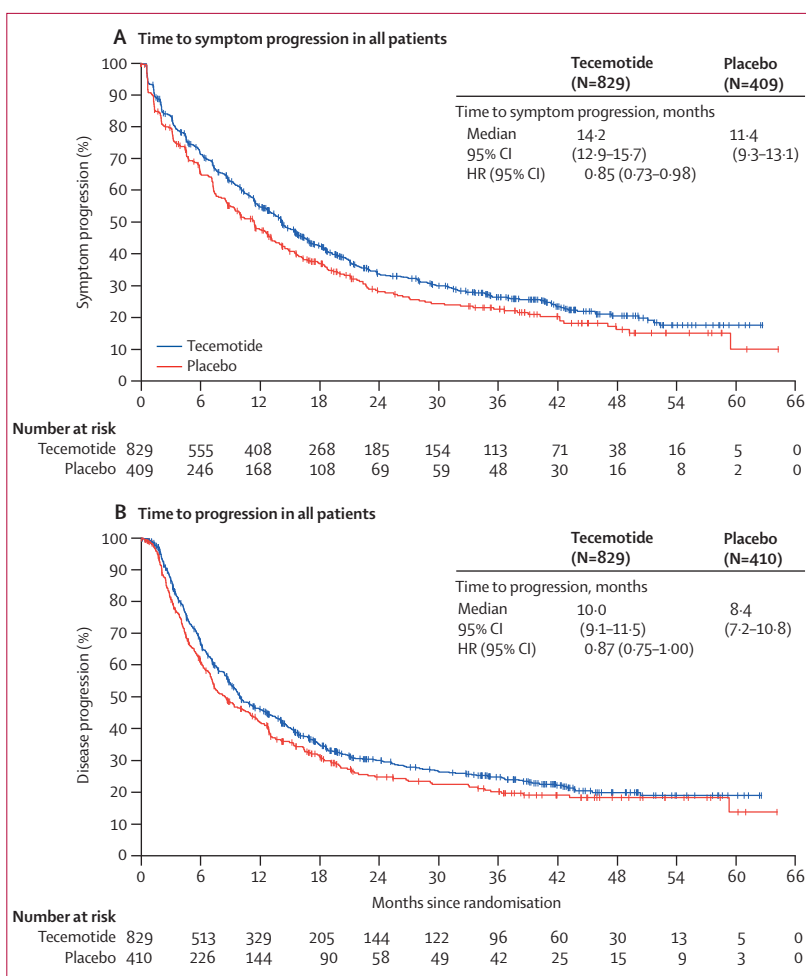 A Time to symptom progression in all patients
Tecemotide (N=829) Placebo (N=409)
Time to symptom progression, months
Median 14·2 11·4
95% CI (12·9–15·7) (9·3–13·1)
HR (95% CI) 0·85 (0·73–0·98)
Symptom progression (%)
100
90
80
70
60
50
40
30
20
10
0
Tecemotide
Placebo
0 6 12 18 24 30 36 42 48 54 60 66
Number at risk
Tecemotide 829 555 408 268 185 154 113 71 38 16 5 0
Placebo 409 246 168 108 69 59 48 30 16 8 2 0
B Time to progression in all patients
Tecemotide (N=829) Placebo (N=410)
Time to progression, months
Median 10·0 8·4
95% CI (9·1–11·5) (7·2–10·8)
HR (95% CI) 0·87 (0·75–1·00)
Disease progression (%)
100
90
80
70
60
50
40
30
20
10
0
0 6 12 18 24 30 36 42 48 54 60 66
Months since randomisation
Number at risk
Tecemotide 829 513 329 205 144 122 96 60 30 13 5 0
Placebo 410 226 144 90 58 49 42 25 15 9 3 0